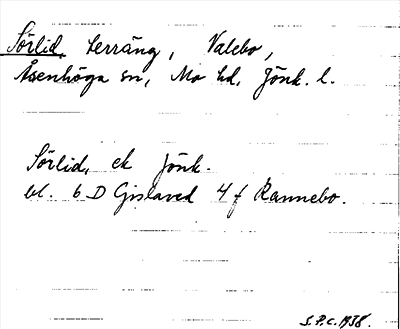 Sörlid, terräng, Valebo,
Åsenhöga sn, Mo hd, Jönk. l.
Sörlid, ek Jönk.
bl. 6 D Gislaved 4 f Rannebo.
S.P.C. 1938.